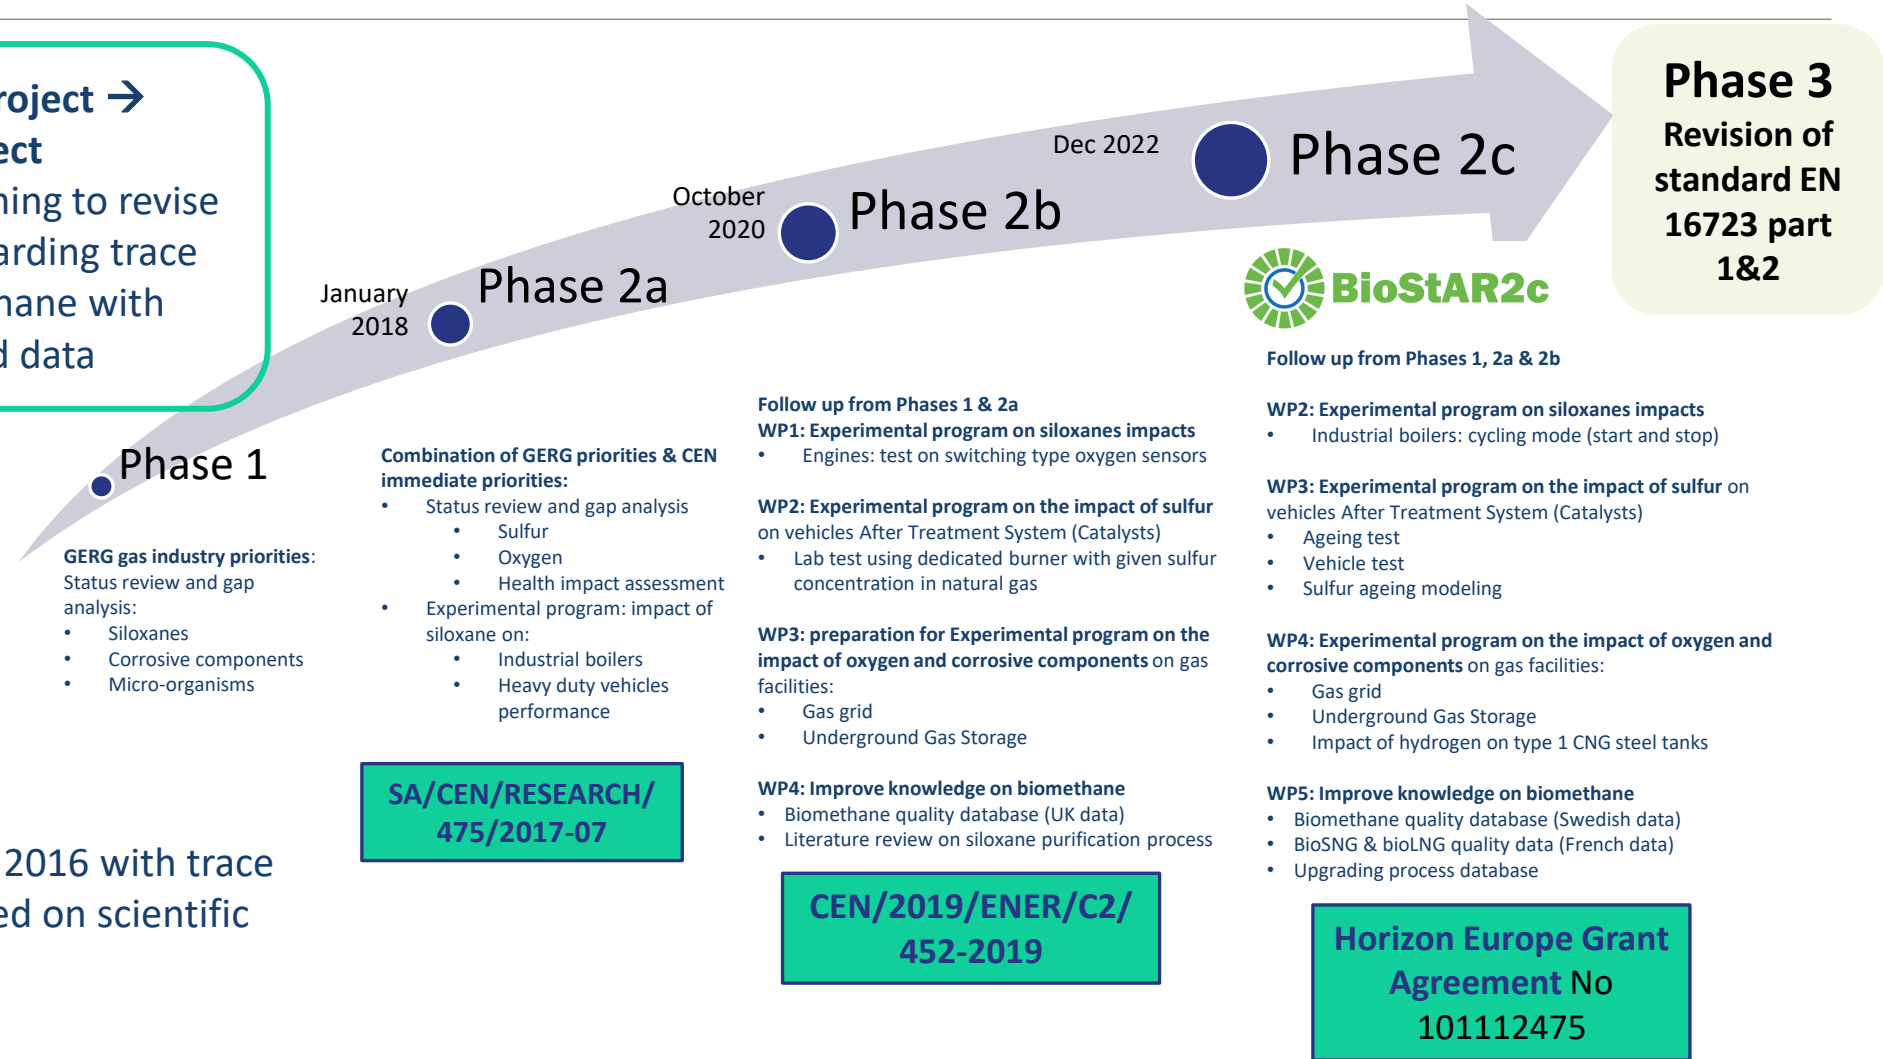 roject →
ect
ning to revise
arding trace
nane with
d data
Phase 1
GERG gas industry priorities:
Status review and gap
analysis:
• Siloxanes
• Corrosive components
• Micro-organisms
2016 with trace
ed on scientific
January
2018
Phase 2a
Combination of GERG priorities & CEN
immediate priorities:
• Status review and gap analysis
• Sulfur
• Oxygen
• Health impact assessment
• Experimental program: impact of
siloxane on:
• Industrial boilers
• Heavy duty vehicles
performance
SA/CEN/RESEARCH/
475/2017-07
October
2020
Phase 2b
Follow up from Phases 1 & 2a
WP1: Experimental program on siloxanes impacts
• Engines: test on switching type oxygen sensors
WP2: Experimental program on the impact of sulfur
on vehicles After Treatment System (Catalysts)
• Lab test using dedicated burner with given sulfur
concentration in natural gas
WP3: preparation for Experimental program on the
impact of oxygen and corrosive components on gas
facilities:
• Gas grid
• Underground Gas Storage
WP4: Improve knowledge on biomethane
• Biomethane quality database (UK data)
• Literature review on siloxane purification process
CEN/2019/ENER/C2/
452-2019
Dec 2022
Phase 2c
BioStAR2c
Follow up from Phases 1, 2a & 2b
WP2: Experimental program on siloxanes impacts
• Industrial boilers: cycling mode (start and stop)
WP3: Experimental program on the impact of sulfur on
vehicles After Treatment System (Catalysts)
• Ageing test
• Vehicle test
• Sulfur ageing modeling
WP4: Experimental program on the impact of oxygen and
corrosive components on gas facilities:
• Gas grid
• Underground Gas Storage
• Impact of hydrogen on type 1 CNG steel tanks
WP5: Improve knowledge on biomethane
• Biomethane quality database (Swedish data)
• BioSNG & bioLNG quality data (French data)
• Upgrading process database
Horizon Europe Grant
Agreement No
101112475
Phase 3
Revision of
standard EN
16723 part
1&2